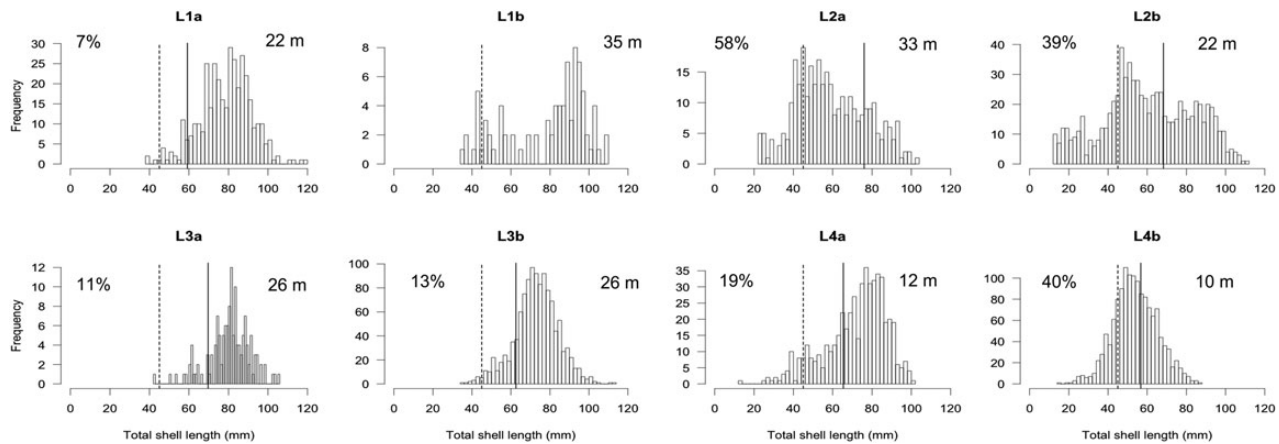 L1a
L1b
L2a
L2b
7%
22 m
35 m
58%
33 m
39%
22 m
Frequency
0 5 10 15 20 25 30
0 2 4 6 8
0 5 10 15
0 10 20 30 40
0 20 40 60 80 100 120
0 20 40 60 80 100 120
0 20 40 60 80 100 120
0 20 40 60 80 100 120
L3a
L3b
L4a
L4b
11%
26 m
13%
26 m
19%
12 m
40%
10 m
Frequency
0 2 4 6 8 10 12
0 20 40 60 80 100
0 5 10 15 20 25 30 35
0 20 40 60 80 100
0 20 40 60 80 100 120
0 20 40 60 80 100 120
0 20 40 60 80 100 120
0 20 40 60 80 100 120
Total shell length (mm)
Total shell length (mm)
Total shell length (mm)
Total shell length (mm)